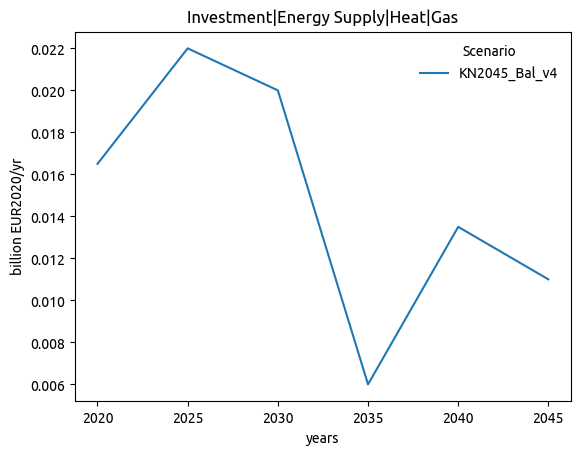 Investment|Energy Supply|Heat|Gas
Scenario
KN2045_Bal_v4
billion EUR2020/yr
0.022
0.020
0.018
0.016
0.014
0.012
0.010
0.008
0.006
2020 2025 2030 2035 2040 2045
years